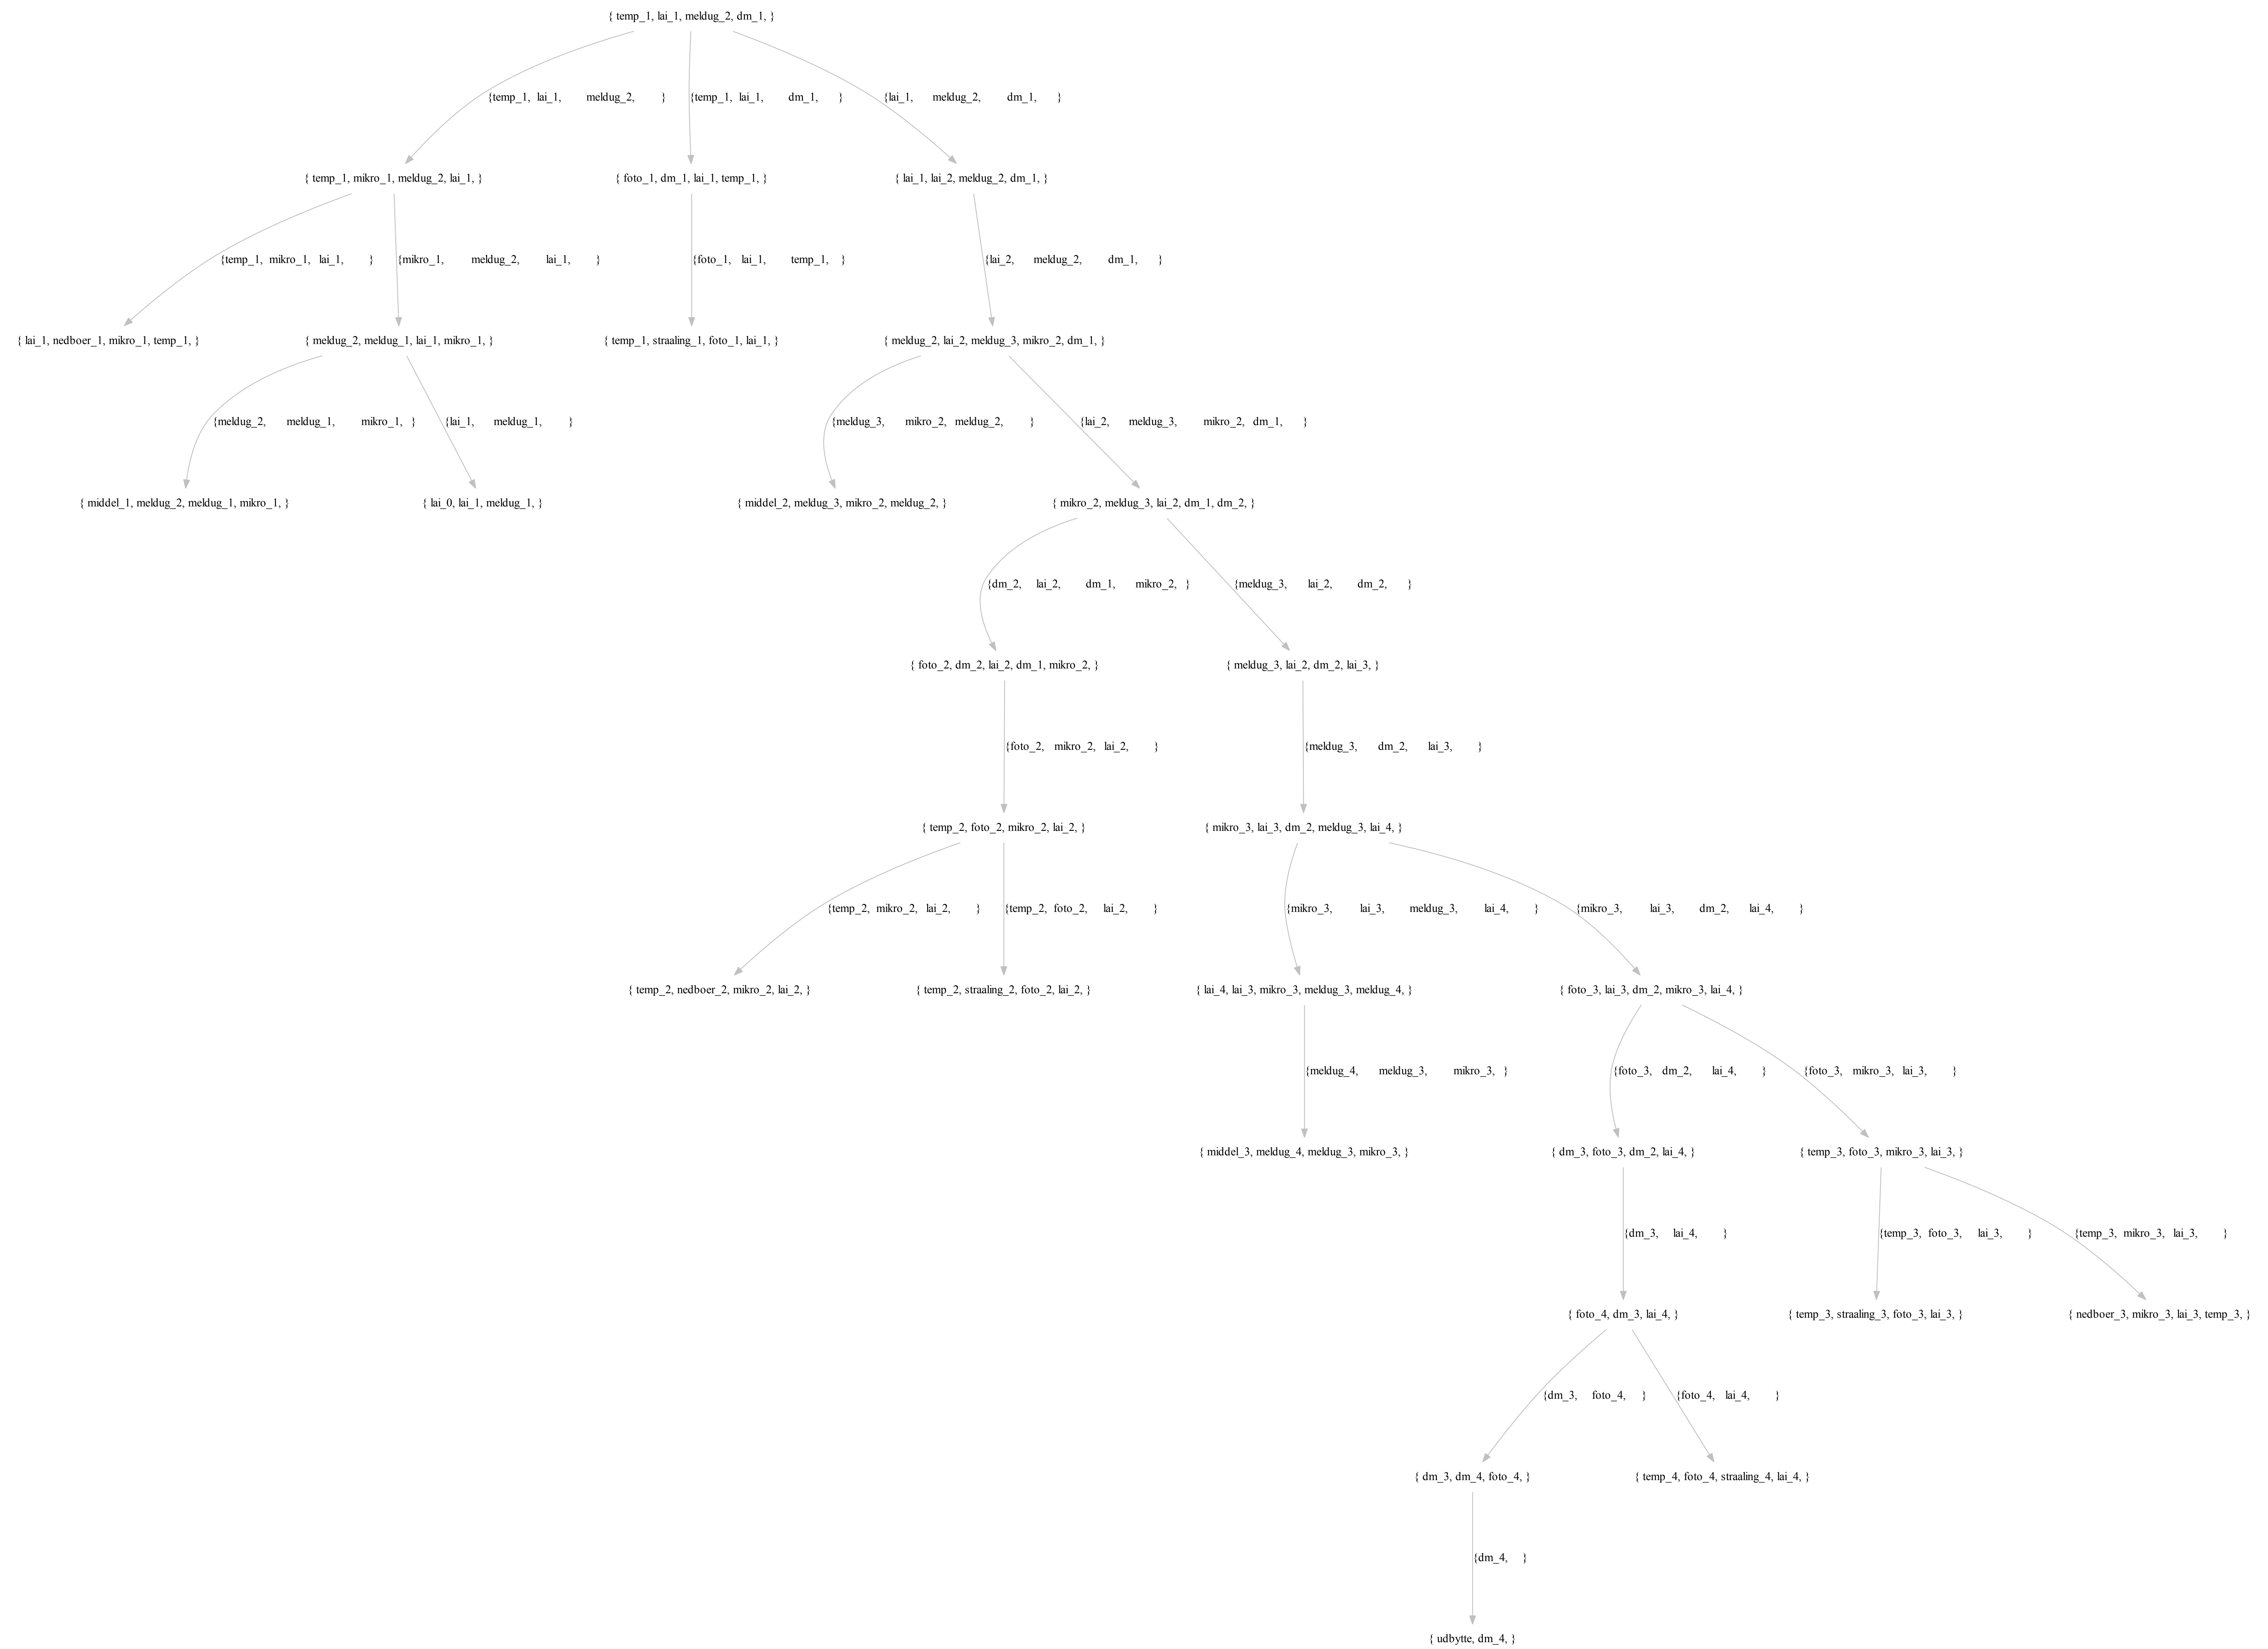 { temp_1, lai_1, meldug_2, dm_1, }
{temp_1, lai_1, meldug_2, }
{temp_1, lai_1, dm_1, }
{lai_1, meldug_2, dm_1, }
{ temp_1, mikro_1, meldug_2, lai_1, }
{ foto_1, dm_1, lai_1, temp_1, }
{ lai_1, lai_2, meldug_2, dm_1, }
{temp_1, mikro_1, lai_1, }
{mikro_1, meldug_2, lai_1, }
{foto_1, lai_1, temp_1, }
{lai_2, meldug_2, dm_1, }
{ lai_1, nedboer_1, mikro_1, temp_1, }
{ meldug_2, meldug_1, lai_1, mikro_1, }
{ temp_1, straaling_1, foto_1, lai_1, }
{ meldug_2, lai_2, meldug_3, mikro_2, dm_1, }
{meldug_2, meldug_1, mikro_1, }
{lai_1, meldug_1, }
{meldug_3, mikro_2, meldug_2, }
{lai_2, meldug_3, mikro_2, dm_1, }
{ middel_1, meldug_2, meldug_1, mikro_1, }
{ lai_0, lai_1, meldug_1, }
{ middel_2, meldug_3, mikro_2, meldug_2, }
{ mikro_2, meldug_3, lai_2, dm_1, dm_2, }
{dm_2, lai_2, dm_1, mikro_2, }
{meldug_3, lai_2, dm_2, }
{ foto_2, dm_2, lai_2, dm_1, mikro_2, }
{ meldug_3, lai_2, dm_2, lai_3, }
{foto_2, mikro_2, lai_2, }
{meldug_3, dm_2, lai_3, }
{ temp_2, foto_2, mikro_2, lai_2, }
{ mikro_3, lai_3, dm_2, meldug_3, lai_4, }
{temp_2, mikro_2, lai_2, }
{temp_2, foto_2, lai_2, }
{mikro_3, lai_3, meldug_3, lai_4, }
{mikro_3, lai_3, dm_2, lai_4, }
{ temp_2, nedboer_2, mikro_2, lai_2, }
{ temp_2, straaling_2, foto_2, lai_2, }
{ lai_4, lai_3, mikro_3, meldug_3, meldug_4, }
{ foto_3, lai_3, dm_2, mikro_3, lai_4, }
{meldug_4, meldug_3, mikro_3, }
{foto_3, dm_2, lai_4, }
{foto_3, mikro_3, lai_3, }
{ middel_3, meldug_4, meldug_3, mikro_3, }
{ dm_3, foto_3, dm_2, lai_4, }
{ temp_3, foto_3, mikro_3, lai_3, }
{dm_3, lai_4, }
{temp_3, foto_3, lai_3, }
{temp_3, mikro_3, lai_3, }
{ foto_4, dm_3, lai_4, }
{ temp_3, straaling_3, foto_3, lai_3, }
{ nedboer_3, mikro_3, lai_3, temp_3, }
{dm_3, foto_4, }
{foto_4, lai_4, }
{ dm_3, dm_4, foto_4, }
{ temp_4, foto_4, straaling_4, lai_4, }
{dm_4, }
{ udbytte, dm_4, }